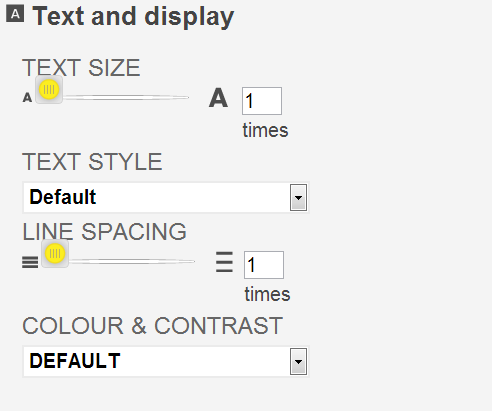 A Text and display
TEXT SIZE
A A 1
times
TEXT STYLE
Default
LINE SPACING
1
times
COLOUR & CONTRAST
DEFAULT